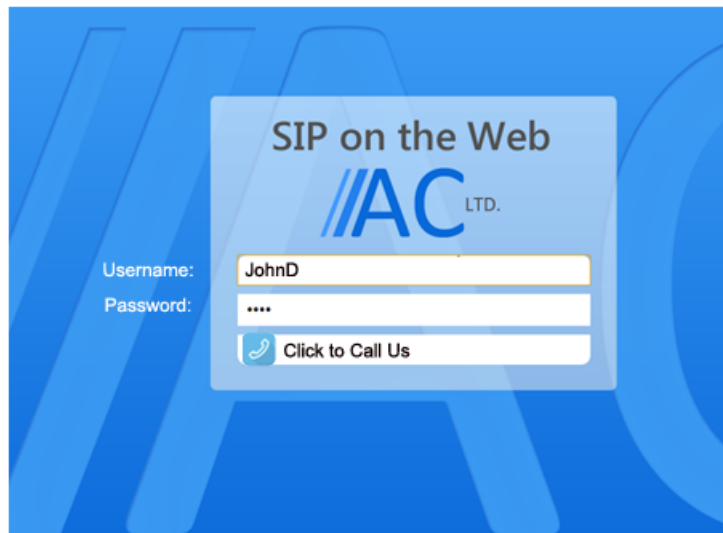 SIP on the Web
//AC LTD.
Username: JohnD
Password: ••••
Click to Call Us